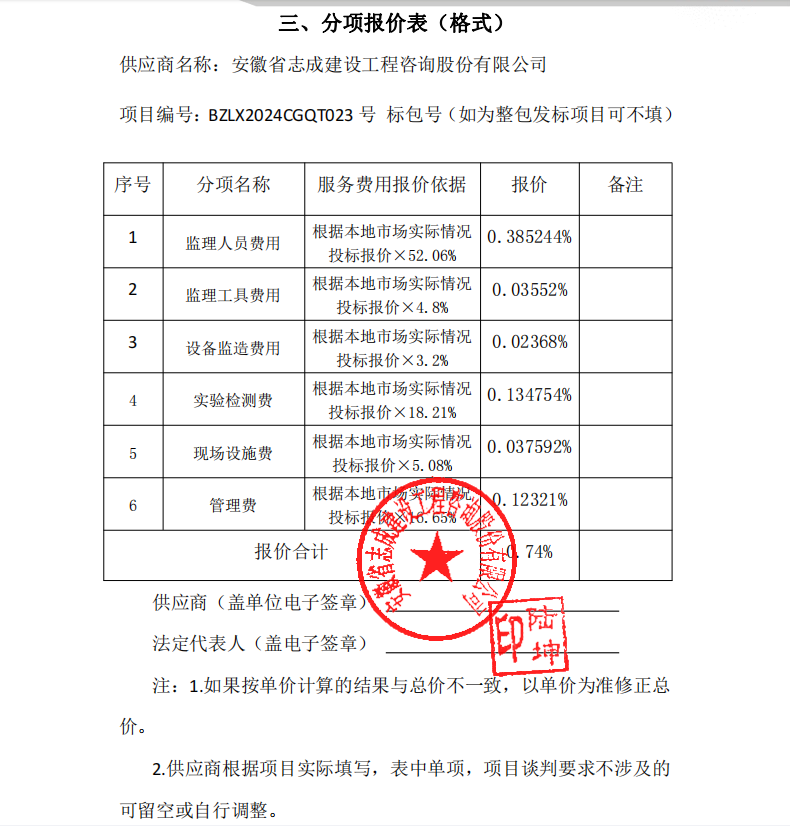 三、分项报价表（格式）
供应商名称：安徽省志成建设工程咨询股份有限公司
项目编号：BZLX2024CGQT023 号 标包号（如为整包发标项目可不填）
序号 分项名称 服务费用报价依据 报价 备注
1 监理人员费用 根据本地市场实际情况 0.385244%
投标报价×52.06%
2 监理工具费用 根据本地市场实际情况 0.03552%
投标报价×4.8%
3 设备监造费用 根据本地市场实际情况 0.02368%
投标报价×3.2%
4 实验检测费 根据本地市场实际情况 0.134754%
投标报价×18.21%
5 现场设施费 根据本地市场实际情况 0.037592%
投标报价×5.08%
6 管理费 根据本地市场实际情况 0.12321%
投标报价×16.65%
报价合计 0.74%
安徽省志成建设工程咨询股份有限公司
供应商（盖单位电子签章）
法定代表人（盖电子签章）
陆坤印
注：1.如果按单价计算的结果与总价不一致，以单价为准修正总
价。
2.供应商根据项目实际填写，表中单项，项目谈判要求不涉及的
可留空或自行调整。